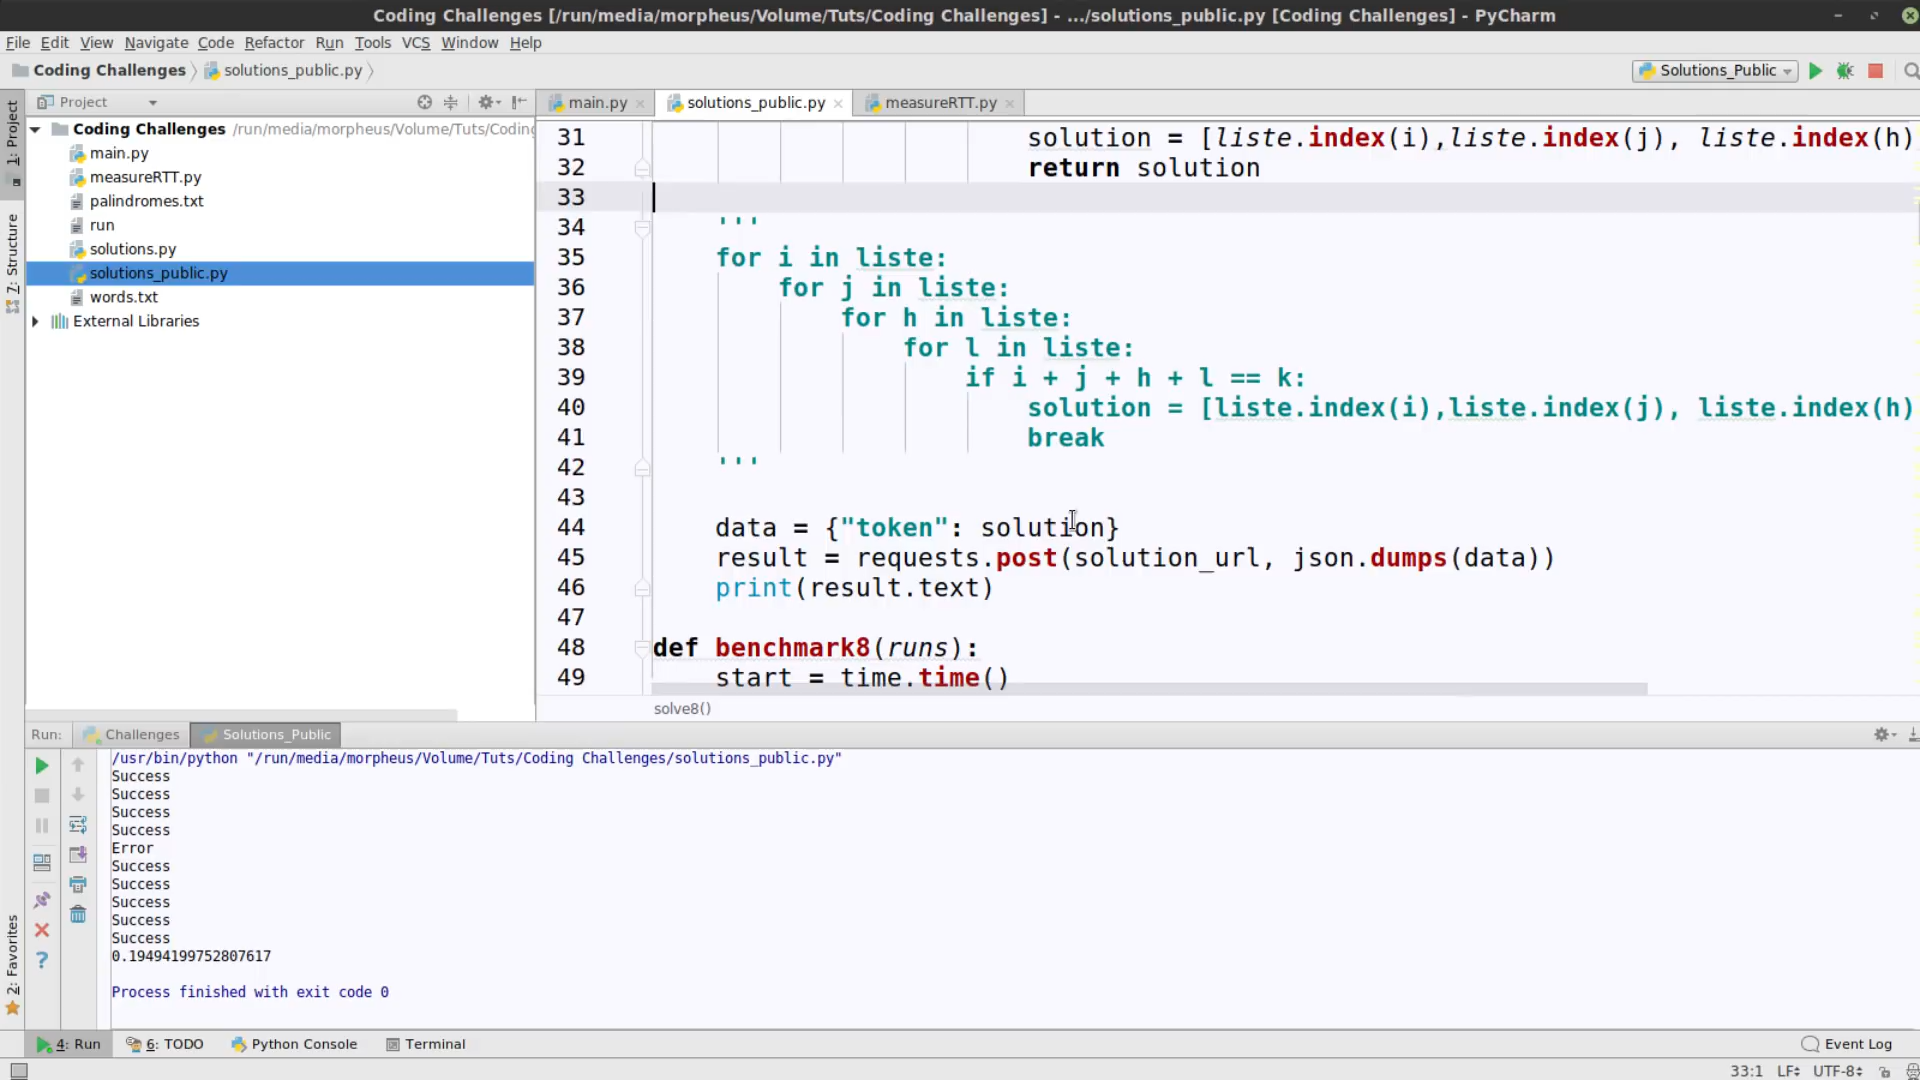 Coding Challenges [/run/media/morpheus/Volume/Tuts/Coding Challenges] - .../solutions_public.py [Coding Challenges] - PyCharm
File Edit View Navigate Code Refactor Run Tools VCS Window Help
Coding Challenges solutions_public.py Solutions_Public
Project main.py solutions_public.py measureRTT.py
1: Project
7: Structure
2: Favorites
Coding Challenges /run/media/morpheus/Volume/Tuts/Coding
main.py
measureRTT.py
palindromes.txt
run
solutions.py
solutions_public.py
words.txt
External Libraries
31 solution = [liste.index(i),liste.index(j), liste.index(h)
32 return solution
33
34 '''
35 for i in liste:
36 for j in liste:
37 for h in liste:
38 for l in liste:
39 if i + j + h + l == k:
40 solution = [liste.index(i),liste.index(j), liste.index(h)
41 break
42 '''
43
44 data = {"token": solution}
45 result = requests.post(solution_url, json.dumps(data))
46 print(result.text)
47
48 def benchmark8(runs):
49 start = time.time()
solve8()
Run: Challenges Solutions_Public
/usr/bin/python "/run/media/morpheus/Volume/Tuts/Coding Challenges/solutions_public.py"
Success
Success
Success
Success
Error
Success
Success
Success
Success
Success
0.19494199752807617
Process finished with exit code 0
4: Run 6: TODO Python Console Terminal Event Log
33:1 LF UTF-8